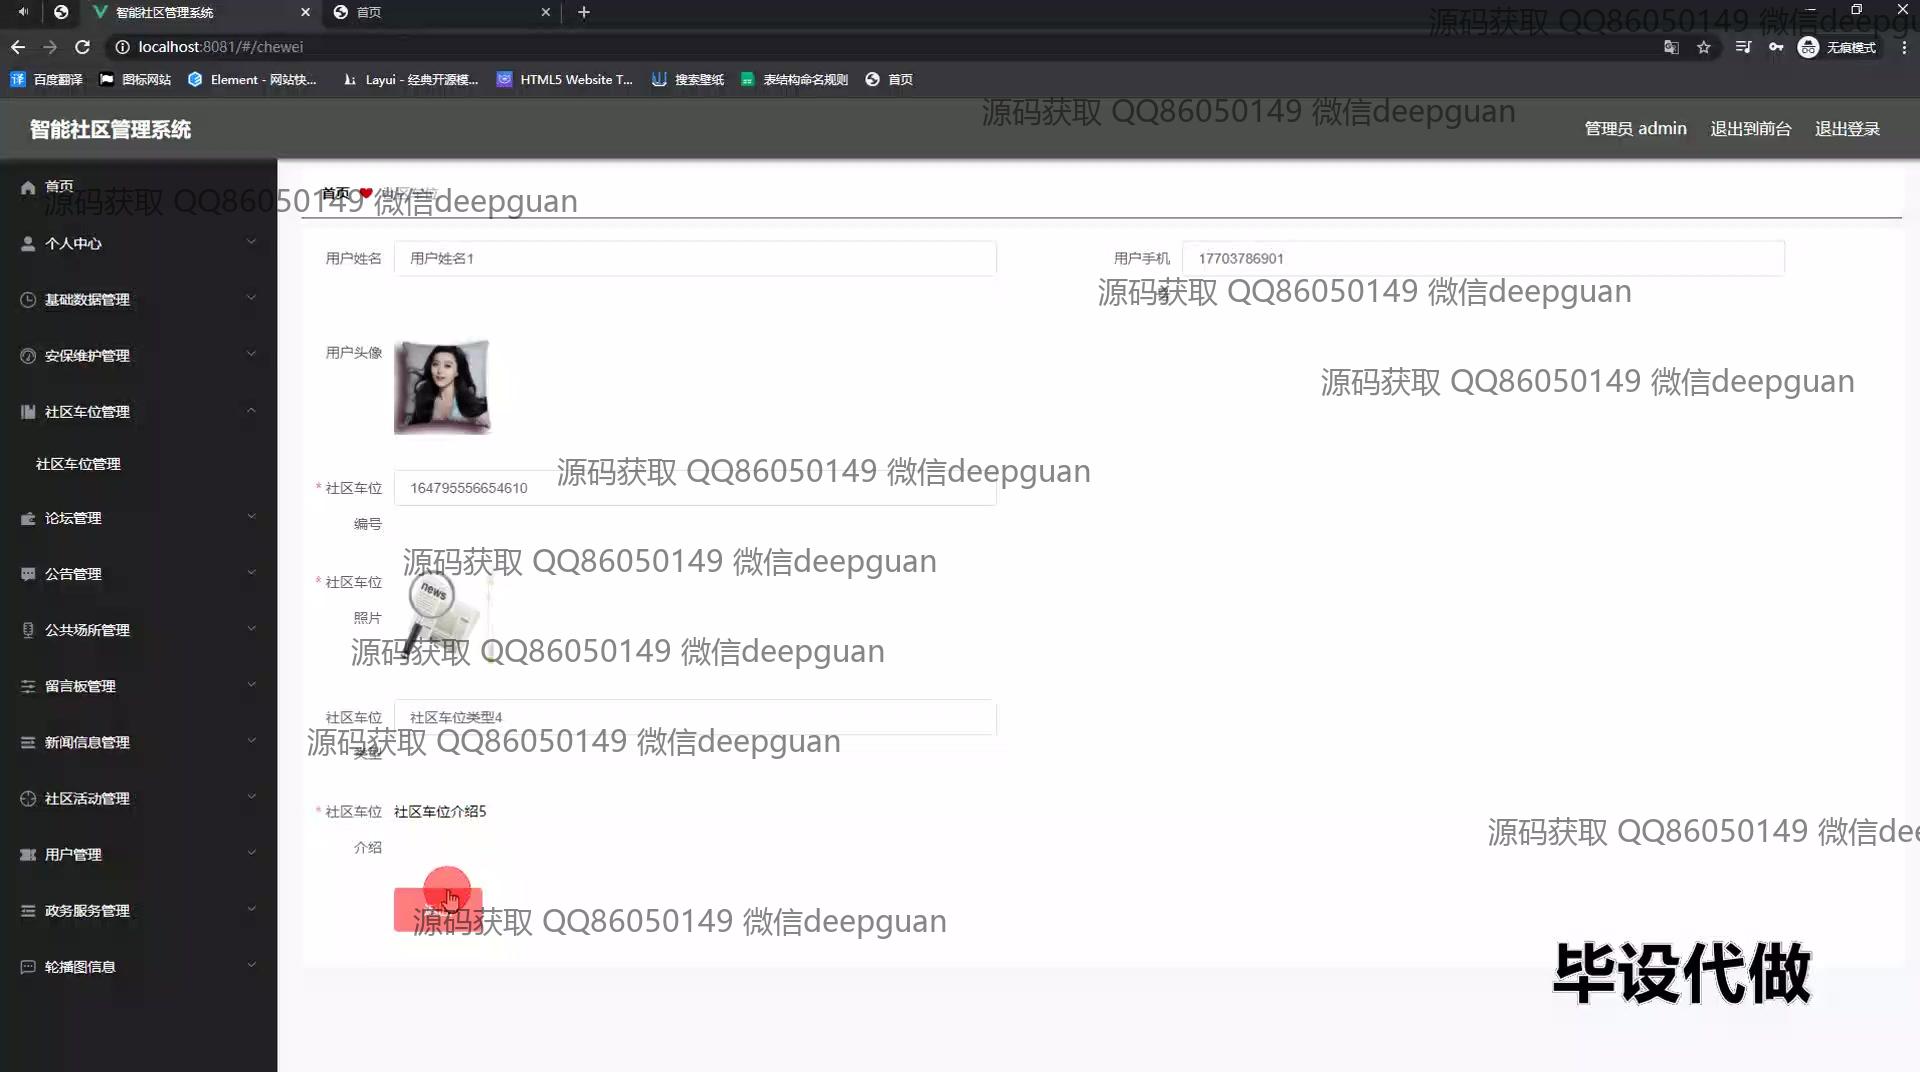 智能社区管理系统
首页
localhost:8081/#/chewei
无痕模式
百度翻译
图标网站
Element - 网站快...
Layui - 经典开源模...
HTML5 Website T...
搜索壁纸
表结构命名规则
首页
源码获取 QQ86050149 微信deepgu
智能社区管理系统
源码获取 QQ86050149 微信deepguan
管理员 admin
退出到前台
退出登录
首页
个人中心
基础数据管理
安保维护管理
社区车位管理
社区车位管理
论坛管理
公告管理
公共场所管理
留言板管理
新闻信息管理
社区活动管理
用户管理
政务服务管理
轮播图信息
源码获取 QQ86050149 微信deepguan
首页
用户姓名
用户姓名1
用户手机
17703786901
源码获取 QQ86050149 微信deepguan
用户头像
源码获取 QQ86050149 微信deepguan
* 社区车位
编号
164795556654610
源码获取 QQ86050149 微信deepguan
源码获取 QQ86050149 微信deepguan
* 社区车位
照片
news
源码获取 QQ86050149 微信deepguan
社区车位
类型
社区车位类型4
源码获取 QQ86050149 微信deepguan
* 社区车位
介绍
社区车位介绍5
源码获取 QQ86050149 微信dee
源码获取 QQ86050149 微信deepguan
毕设代做